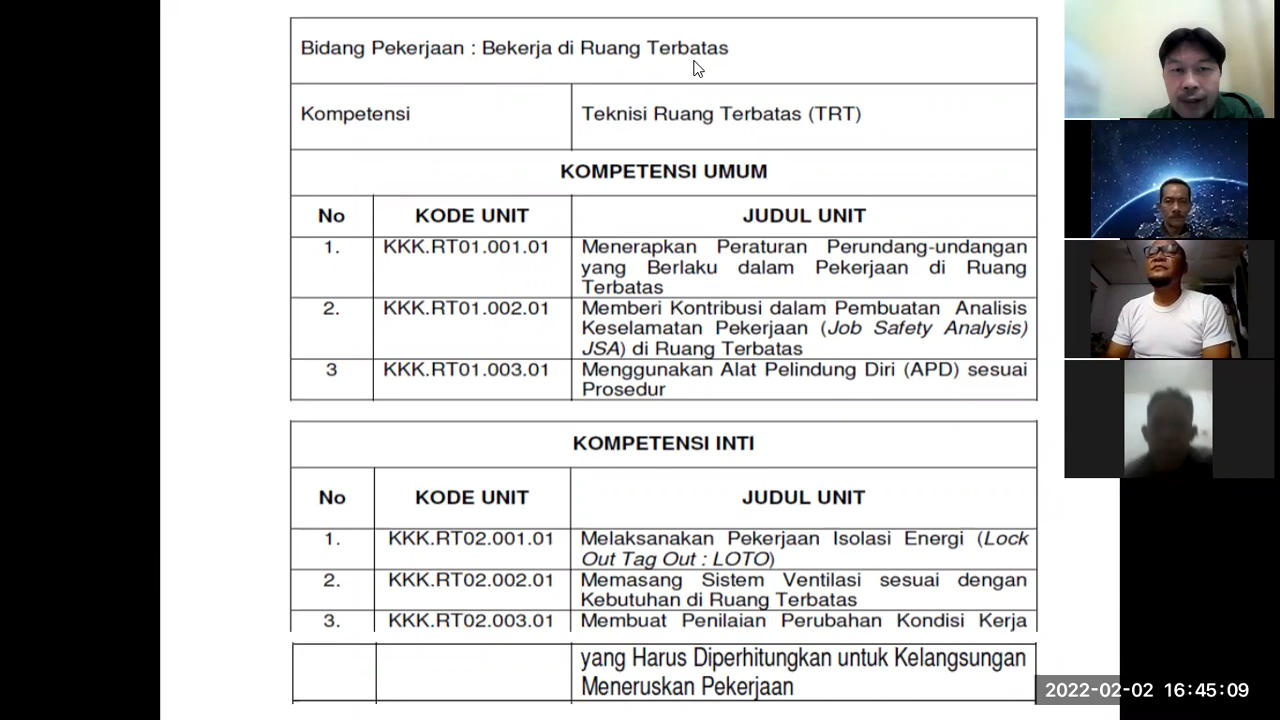 Bidang Pekerjaan : Bekerja di Ruang Terbatas
Kompetensi Teknisi Ruang Terbatas (TRT)
KOMPETENSI UMUM
No KODE UNIT JUDUL UNIT
1. KKK.RT01.001.01 Menerapkan Peraturan Perundang-undangan
yang Berlaku dalam Pekerjaan di Ruang
Terbatas
2. KKK.RT01.002.01 Memberi Kontribusi dalam Pembuatan Analisis
Keselamatan Pekerjaan (Job Safety Analysis)
JSA) di Ruang Terbatas
3 KKK.RT01.003.01 Menggunakan Alat Pelindung Diri (APD) sesuai
Prosedur
KOMPETENSI INTI
No KODE UNIT JUDUL UNIT
1. KKK.RT02.001.01 Melaksanakan Pekerjaan Isolasi Energi (Lock
Out Tag Out : LOTO)
2. KKK.RT02.002.01 Memasang Sistem Ventilasi sesuai dengan
Kebutuhan di Ruang Terbatas
3. KKK.RT02.003.01 Membuat Penilaian Perubahan Kondisi Kerja
yang Harus Diperhitungkan untuk Kelangsungan
Meneruskan Pekerjaan
2022-02-02 16:45:09